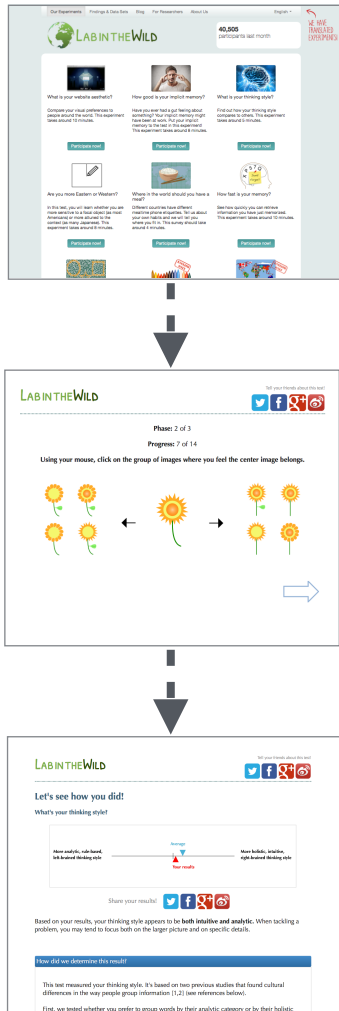 Our Experiments Findings & Data Sets Blog For Researchers About Us English
LABINTHEWILD
40,505
participants last month
WE HAVE
TRANSLATED
EXPERIMENTS!
What is your website aesthetic?
Compare your visual preferences to
people around the world. This experiment
takes around 10 minutes.
Participate now!
How good is your implicit memory?
Have you ever had a gut feeling about
something? Your implicit memory might
have been at work. Put your implicit
memory to the test in this experiment!
This experiment takes around 8 minutes.
Participate now!
What is your thinking style?
Find out how your thinking style
compares to others. This experiment
takes around 5 minutes.
Participate now!
Are you more Eastern or Western?
In this test, you will learn whether you are
more sensitive to a focal object (as most
Americans) or more attuned to the
context (as many Japanese). This
experiment takes around 8 minutes.
Participate now!
Where in the world should you have a
meal?
Different countries have different
mealtime phone etiquettes. Tell us about
your own habits and we will tell you
where you fit in. This survey should take
around 5 minutes.
Participate now!
How fast is your memory?
See how quickly you can retrieve
information you have just memorized.
This experiment takes around 10 minutes.
Participate now!
LABINTHEWILD
Tell your friends about this test!
Phase: 2 of 3
Progress: 7 of 14
Using your mouse, click on the group of images where you feel the center image belongs.
LABINTHEWILD
Tell your friends about this test!
Let's see how you did!
What's your thinking style?
Average
More analytic, rule-based,
left-brained thinking style
More holistic, intuitive,
right-brained thinking style
Your results
Share your results!
Based on your results, your thinking style appears to be both intuitive and analytic. When tackling a
problem, you may tend to focus both on the larger picture and on specific details.
How did we determine this result?
This test measured your thinking style. It's based on two previous studies that found cultural
differences in the way people group information [1,2] (see references below).
First, we tested whether you prefer to group words by their analytic category or by their holistic